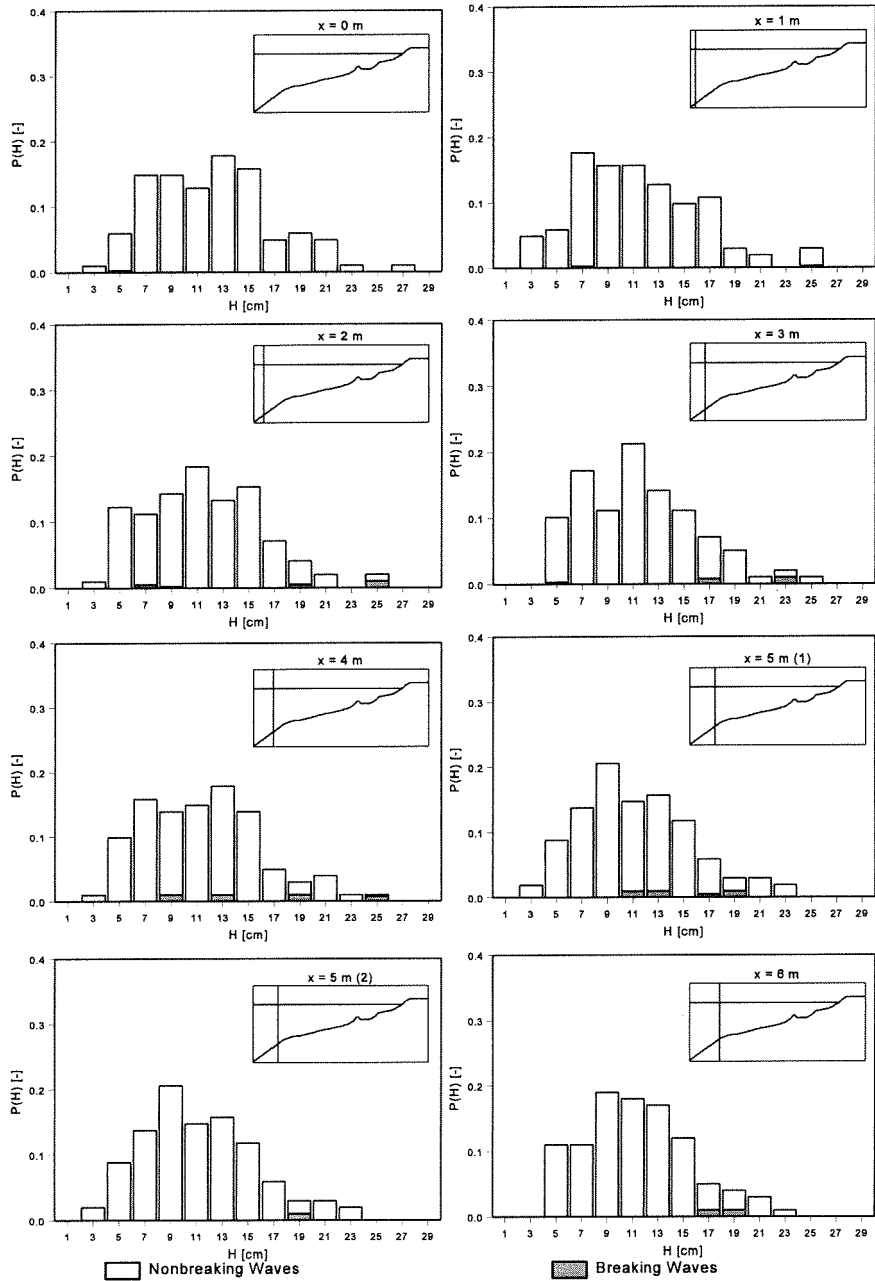 x = 0 m
0.4
0.3
0.2
0.1
0.0
P(H) [-]
1 3 5 7 9 11 13 15 17 19 21 23 25 27 29
H [cm]
x = 1 m
0.4
0.3
0.2
0.1
0.0
P(H) [-]
1 3 5 7 9 11 13 15 17 19 21 23 25 27 29
H [cm]
x = 2 m
0.4
0.3
0.2
0.1
0.0
P(H) [-]
1 3 5 7 9 11 13 15 17 19 21 23 25 27 29
H [cm]
x = 3 m
0.4
0.3
0.2
0.1
0.0
P(H) [-]
1 3 5 7 9 11 13 15 17 19 21 23 25 27 29
H [cm]
x = 4 m
0.4
0.3
0.2
0.1
0.0
P(H) [-]
1 3 5 7 9 11 13 15 17 19 21 23 25 27 29
H [cm]
x = 5 m (1)
0.4
0.3
0.2
0.1
0.0
P(H) [-]
1 3 5 7 9 11 13 15 17 19 21 23 25 27 29
H [cm]
x = 5 m (2)
0.4
0.3
0.2
0.1
0.0
P(H) [-]
1 3 5 7 9 11 13 15 17 19 21 23 25 27 29
H [cm]
x = 6 m
0.4
0.3
0.2
0.1
0.0
P(H) [-]
1 3 5 7 9 11 13 15 17 19 21 23 25 27 29
H [cm]
Nonbreaking Waves
Breaking Waves